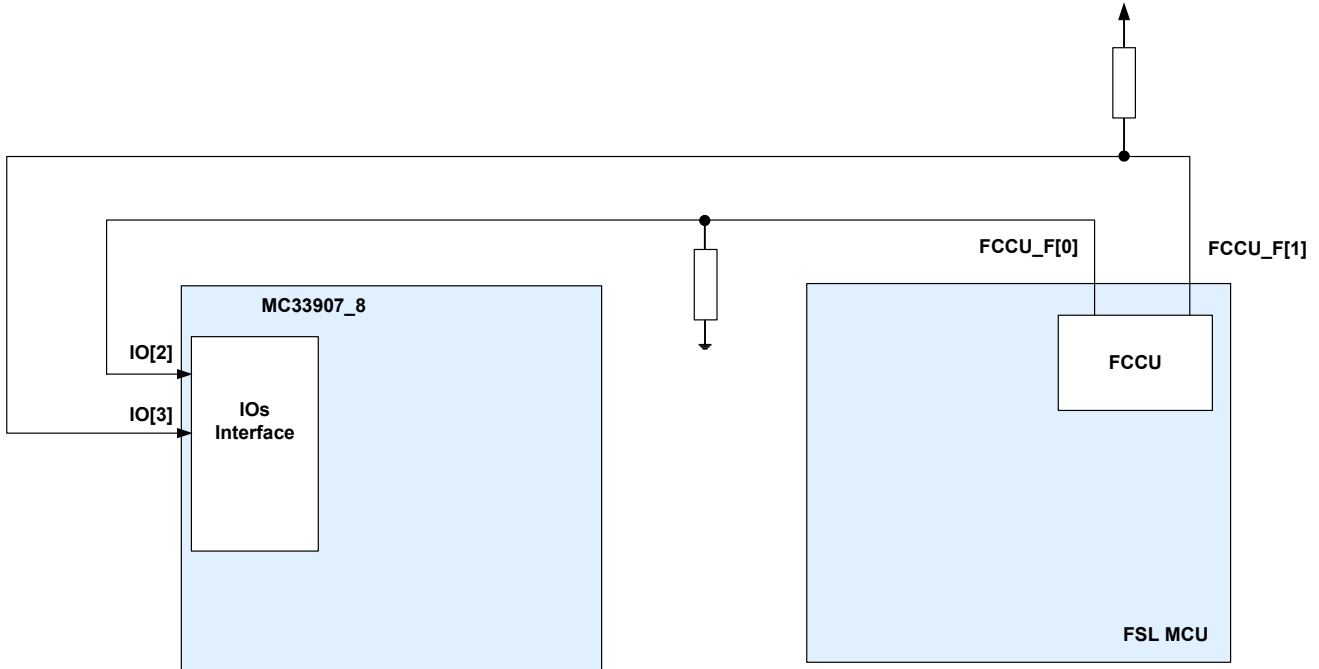 FCCU_F[0]
FCCU_F[1]
MC33907_8
IO[2]
FCCU
IO[3]
IOs
Interface
FSL MCU